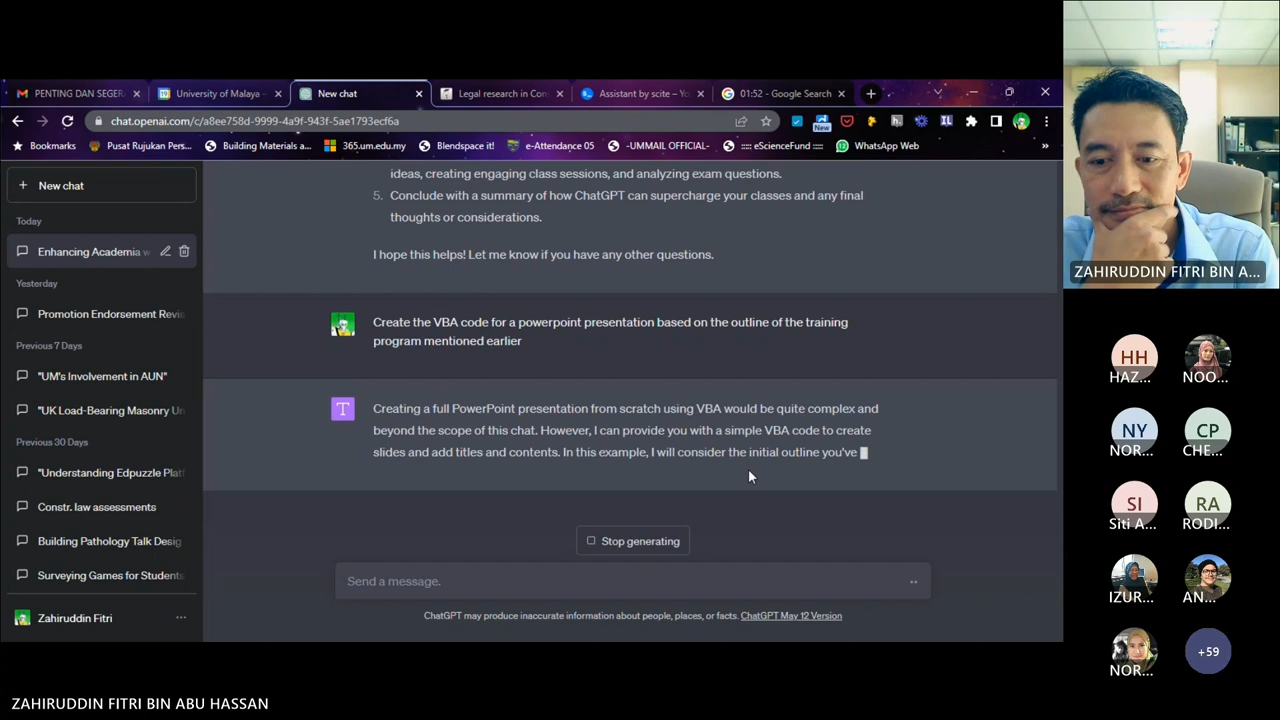 PENTING DAN SEGER
University of Malaya -
New chat
Legal research in Con
Assistant by scite – Yo
01:52 - Google Search
chat.openai.com/c/a8ee758d-9999-4a9f-943f-5ae1793ecf6a
New
Bookmarks
Pusat Rujukan Pers...
Building Materials a...
365.um.edu.my
Blendspace it!
e-Attendance 05
-UMMAIL OFFICIAL-
::::: eScienceFund ::::
WhatsApp Web
New chat
Today
Enhancing Academia w
Yesterday
Promotion Endorsement Revis
Previous 7 Days
"UM's Involvement in AUN"
"UK Load-Bearing Masonry Un
Previous 30 Days
"Understanding Edpuzzle Platf
Constr. law assessments
Building Pathology Talk Desig
Surveying Games for Students
Zahiruddin Fitri
ideas, creating engaging class sessions, and analyzing exam questions.
5. Conclude with a summary of how ChatGPT can supercharge your classes and any final
thoughts or considerations.
I hope this helps! Let me know if you have any other questions.
Create the VBA code for a powerpoint presentation based on the outline of the training
program mentioned earlier
T
Creating a full PowerPoint presentation from scratch using VBA would be quite complex and
beyond the scope of this chat. However, I can provide you with a simple VBA code to create
slides and add titles and contents. In this example, I will consider the initial outline you've
Stop generating
Send a message.
ChatGPT may produce inaccurate information about people, places, or facts. ChatGPT May 12 Version
ZAHIRUDDIN FITRI BIN A...
HH
HAZ...
NOO...
NY
NOR...
CP
CHE...
SI
Siti A...
RA
RODI...
IZUR...
AN...
NOR...
+59
ZAHIRUDDIN FITRI BIN ABU HASSAN